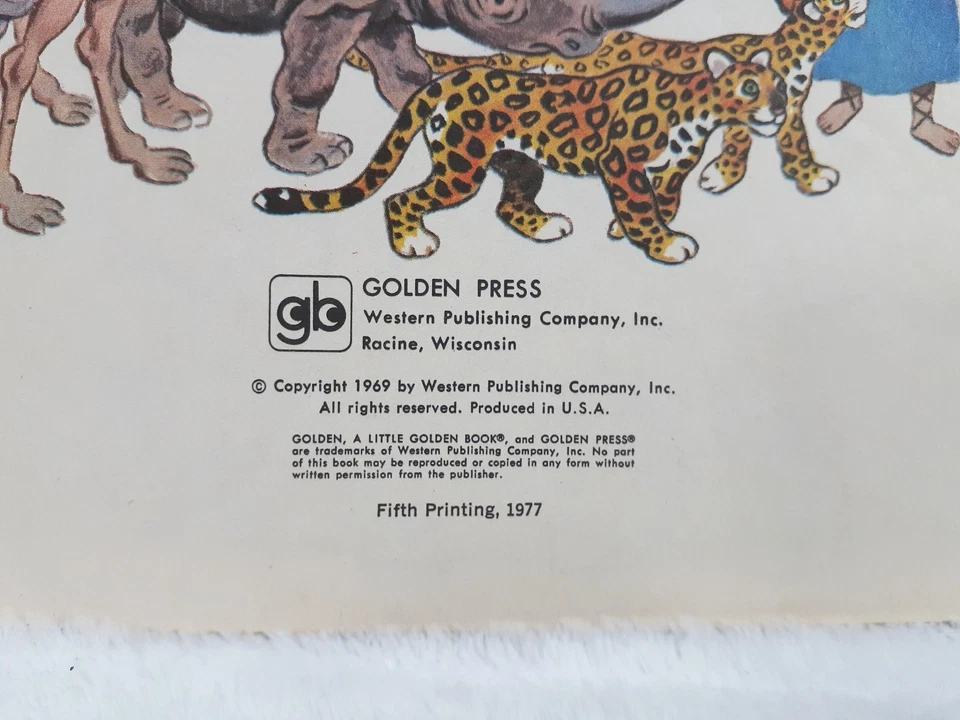 gb
GOLDEN PRESS
Western Publishing Company, Inc.
Racine, Wisconsin
© Copyright 1969 by Western Publishing Company, Inc.
All rights reserved. Produced in U.S.A.
GOLDEN, A LITTLE GOLDEN BOOK®, and GOLDEN PRESS®
are trademarks of Western Publishing Company, Inc. No part
of this book may be reproduced or copied in any form without
written permission from the publisher.
Fifth Printing, 1977